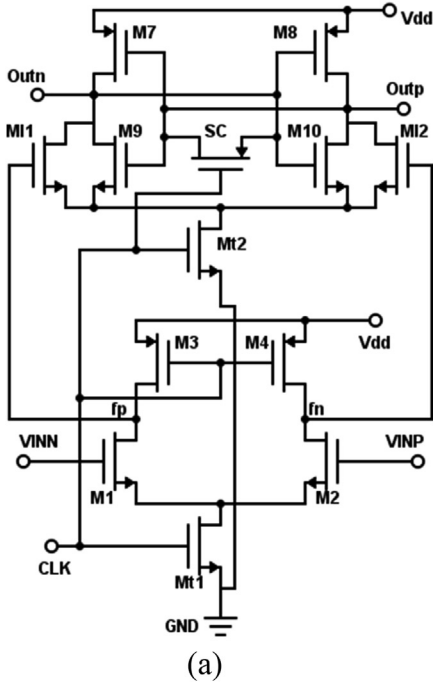 M7 M8 Vdd
Outn Outp
MI1 M9 SC M10 MI2
Mt2
M3 M4 Vdd
fp fn
VINN VINP
M1 M2
CLK Mt1
GND
(a)